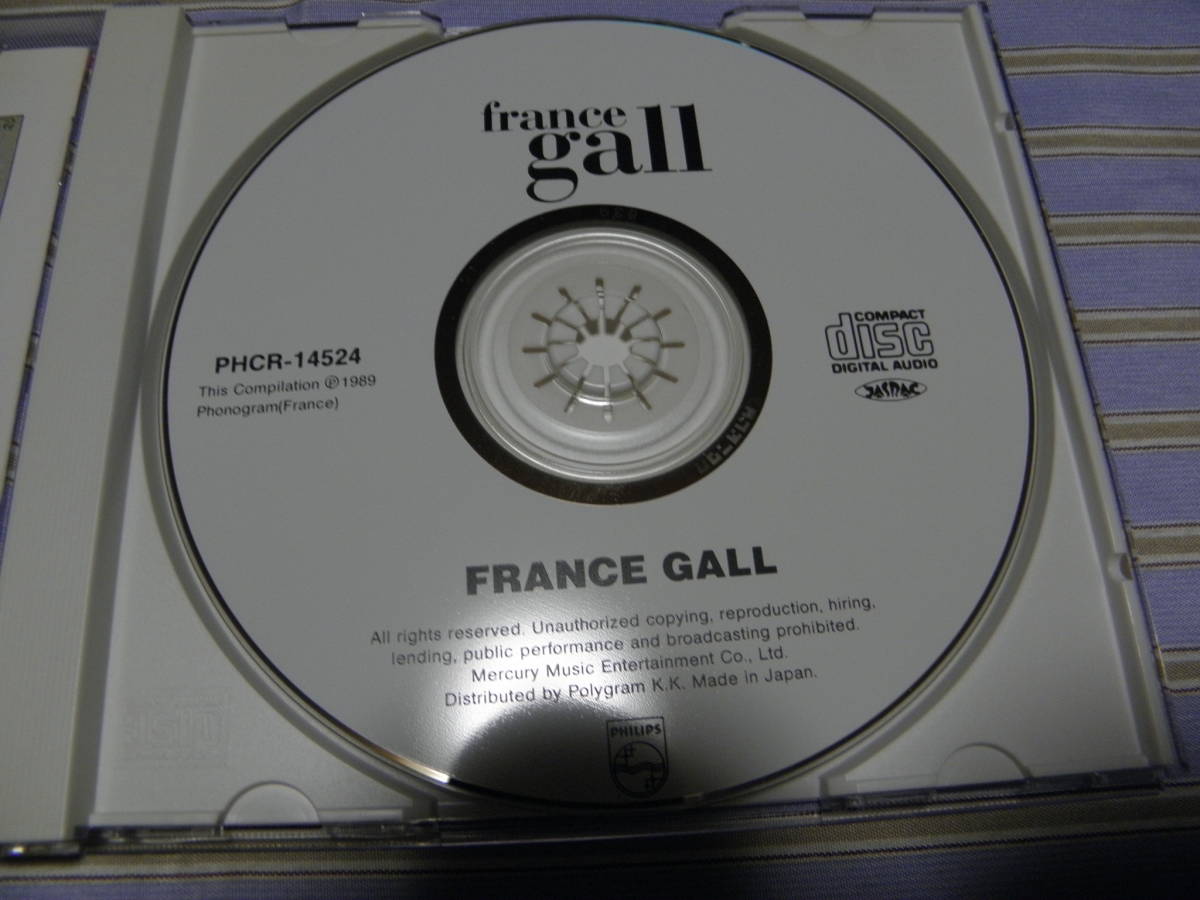 france
gall
PHCR-14524
This Compilation ℗1989
Phonogram(France)
COMPACT
disc
DIGITAL AUDIO
JASRAC
FRANCE GALL
All rights reserved. Unauthorized copying, reproduction, hiring,
lending, public performance and broadcasting prohibited.
Mercury Music Entertainment Co., Ltd.
Distributed by Polygram K.K. Made in Japan.
PHILIPS